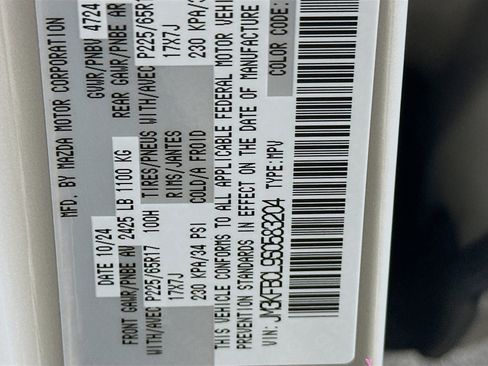 MFD. BY MAZDA MOTOR CORPORATION
DATE 10/24 GVWR/PNBV 4724
FRONT GAWR/PNBE AV 2425 LB 1100 KG REAR GAWR/PNBE AR
WITH/AVEC P225/65R17 100H TIRES/PNEUS WITH/AVEC P225/65R
17X7J RIMS/JANTES 17X7J
230 KPA/34 PSI COLD/A FROID 230 KPA/3
THIS VEHICLE CONFORMS TO ALL APPLICABLE FEDERAL MOTOR VEHI
PREVENTION STANDARDS IN EFFECT ON THE DATE OF MANUFACTURE
VIN: JM3KFBCL9S0583204 TYPE:MPV COLOR CODE: